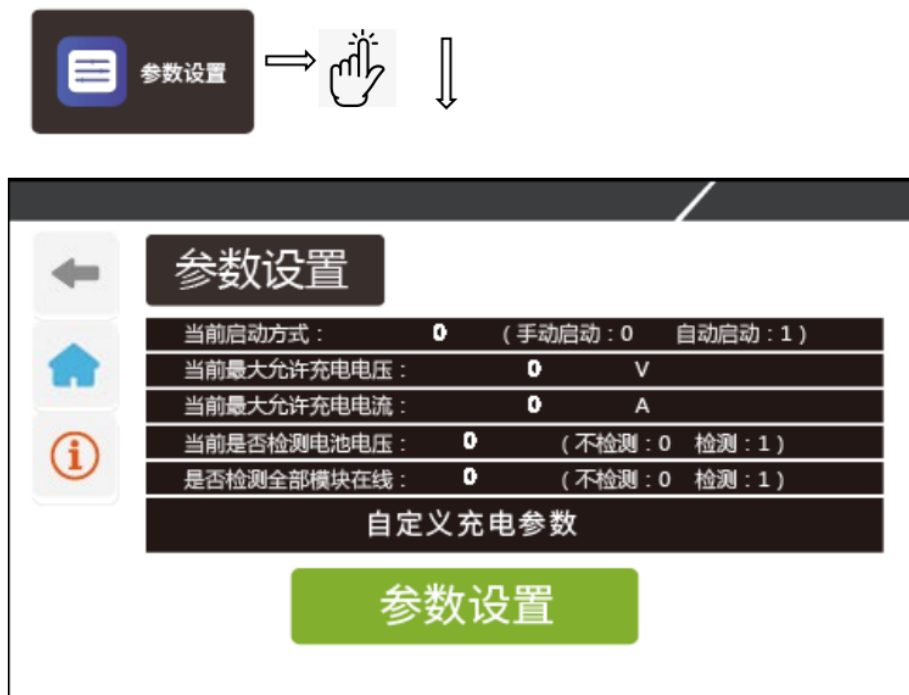 参数设置
参数设置
当前启动方式： 0 （手动启动：0 自动启动：1）
当前最大允许充电电压： 0 V
当前最大允许充电电流： 0 A
当前是否检测电池电压： 0 （不检测：0 检测：1）
是否检测全部模块在线： 0 （不检测：0 检测：1）
自定义充电参数
参数设置